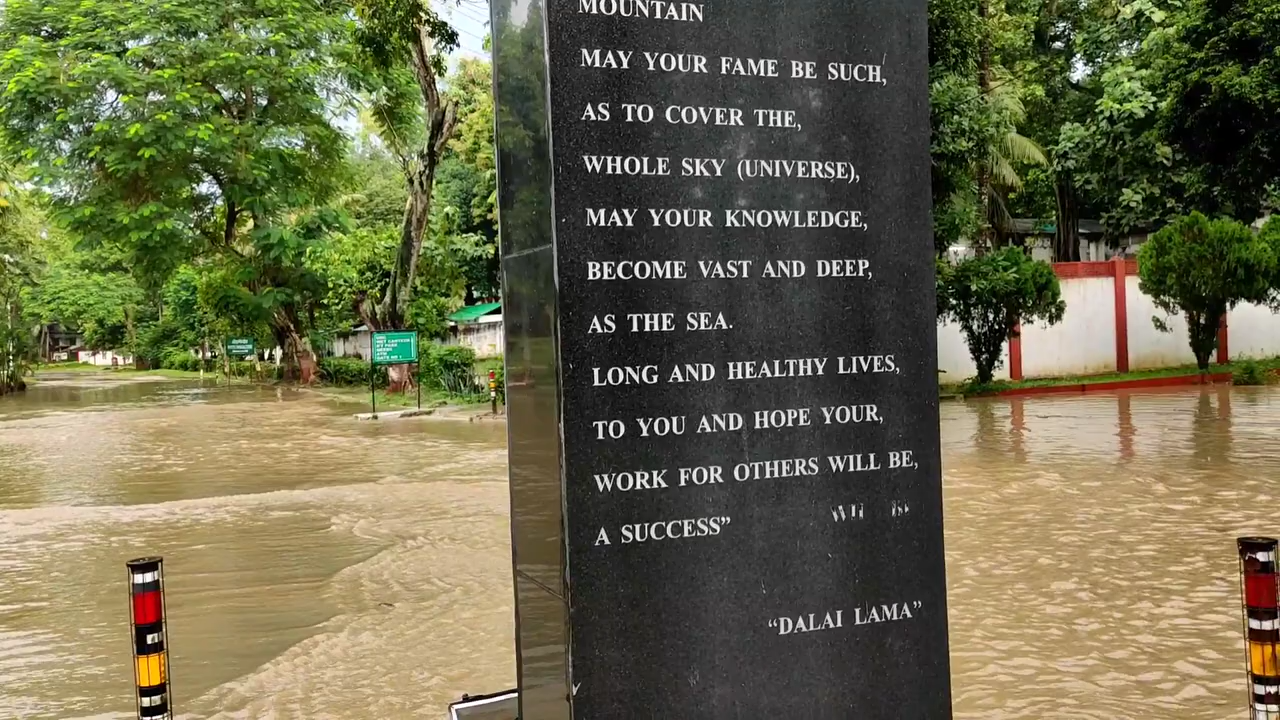 MOUNTAIN
MAY YOUR FAME BE SUCH,
AS TO COVER THE,
WHOLE SKY (UNIVERSE),
MAY YOUR KNOWLEDGE,
BECOME VAST AND DEEP,
AS THE SEA.
LONG AND HEALTHY LIVES,
TO YOU AND HOPE YOUR,
WORK FOR OTHERS WILL BE,
A SUCCESS”
“DALAI LAMA”